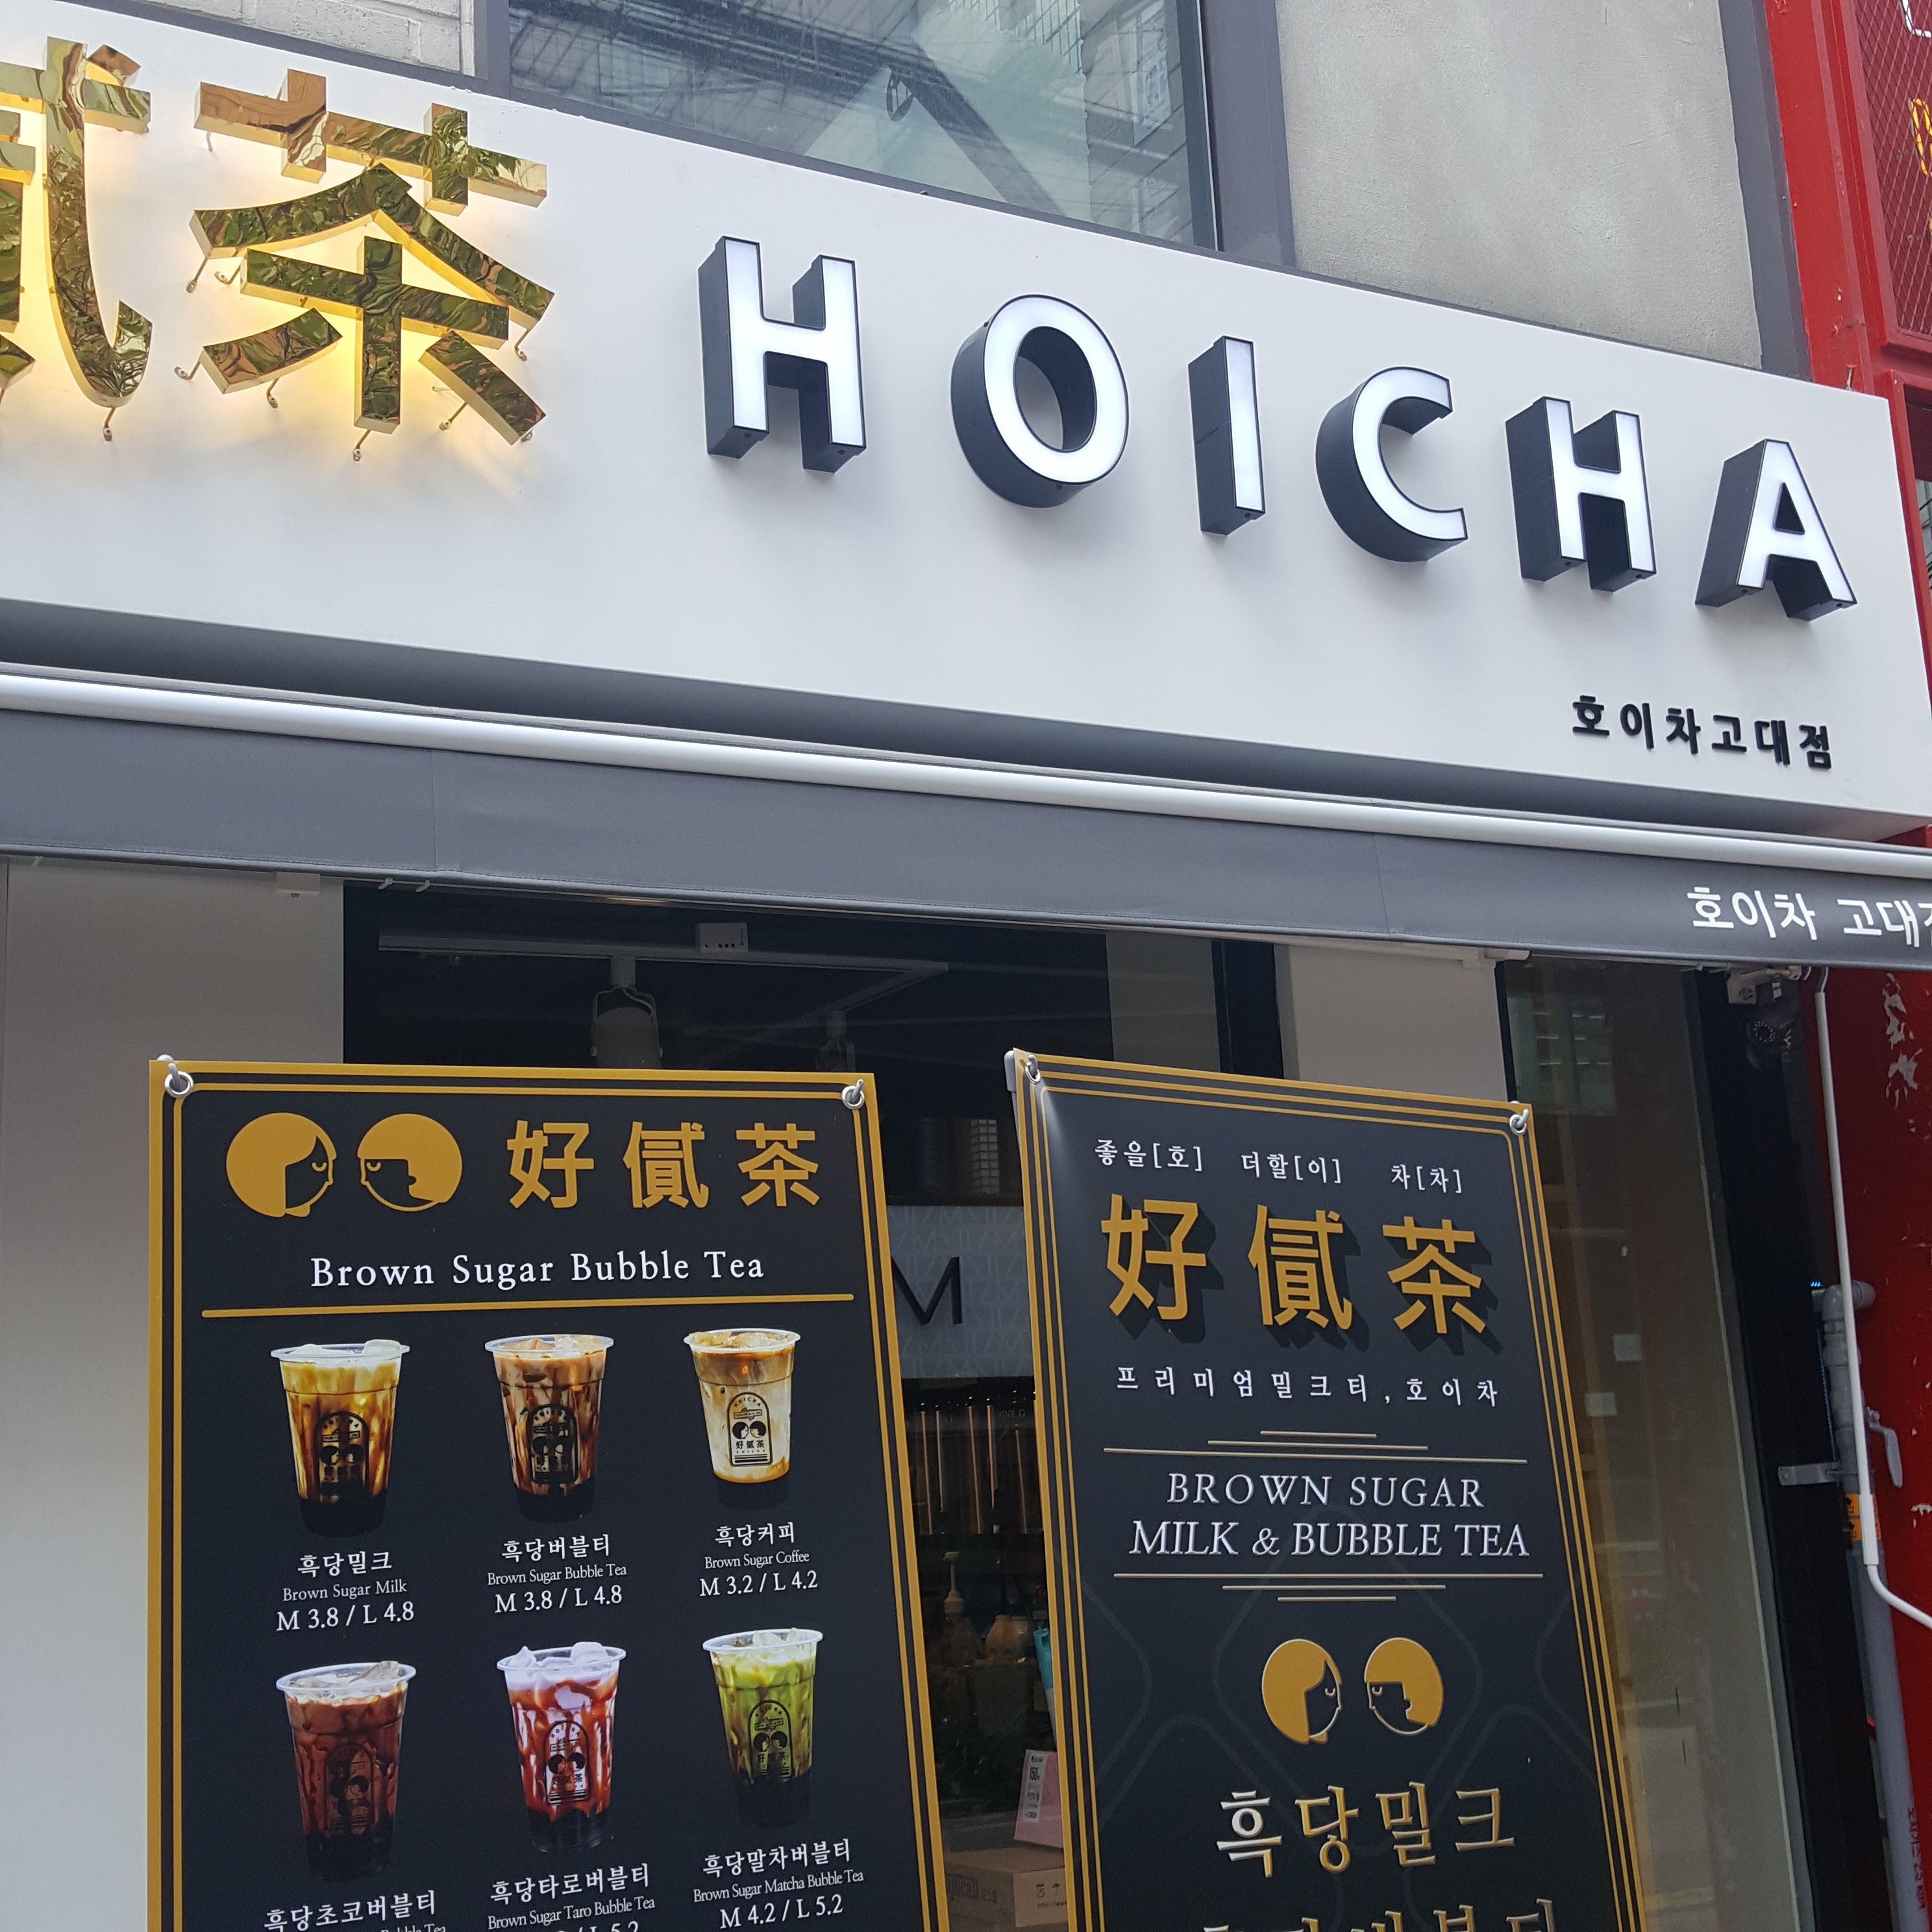 茶 HOICHA
호이차고대점
호이차 고대
好貳茶
Brown Sugar Bubble Tea
흑당밀크
Brown Sugar Milk
M 3.8 / L 4.8
흑당버블티
Brown Sugar Bubble Tea
M 3.8 / L 4.8
흑당커피
Brown Sugar Coffee
M 3.2 / L 4.2
흑당초코버블티
흑당타로버블티
Brown Sugar Taro Bubble Tea
/ L 5.2
흑당말차버블티
Brown Sugar Matcha Bubble Tea
M 4.2 / L 5.2
M
좋을[호] 더할[이] 차[차]
好貳茶
프리미엄밀크티,호이차
BROWN SUGAR
MILK & BUBBLE TEA
흑당밀크